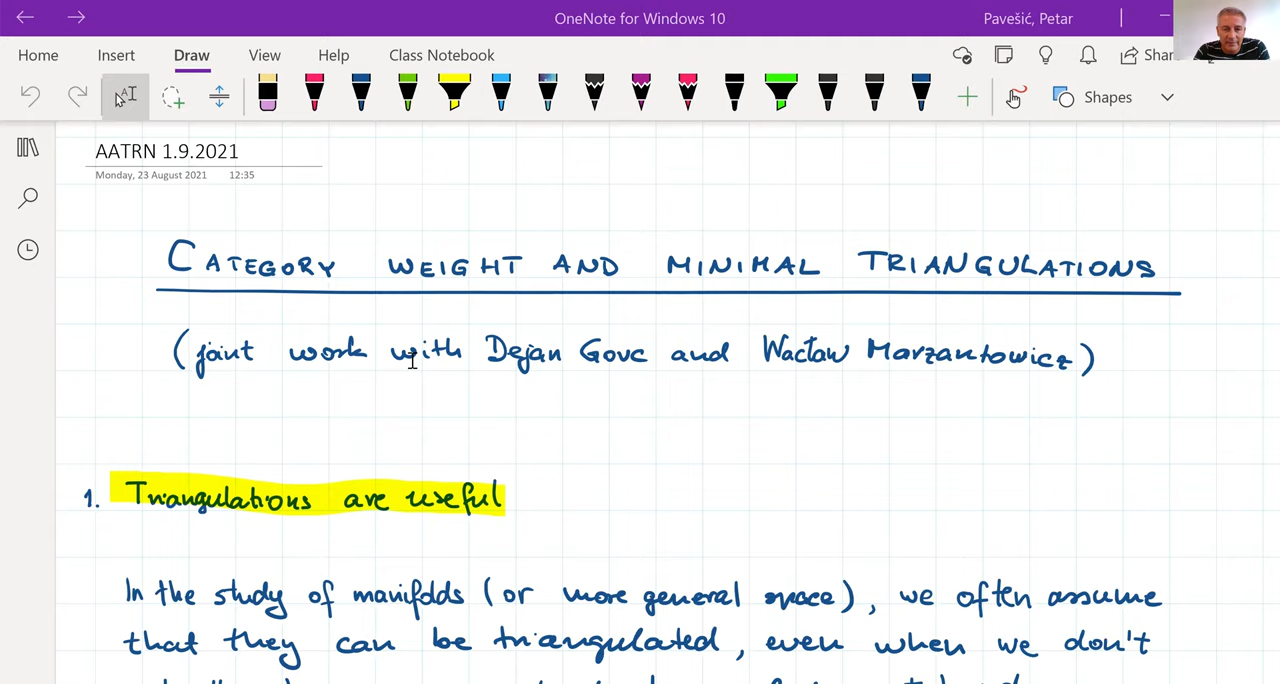 OneNote for Windows 10
Pavešić, Petar
Home Insert Draw View Help Class Notebook
Shar
Shapes
AATRN 1.9.2021
Monday, 23 August 2021 12:35
CATEGORY WEIGHT AND MINIMAL TRIANGULATIONS
(joint work with Dejan Govc and Wacław Marzantowicz)
1. Triangulations are useful
In the study of manifolds (or more general space), we often assume
that they can be triangulated, even when we don't